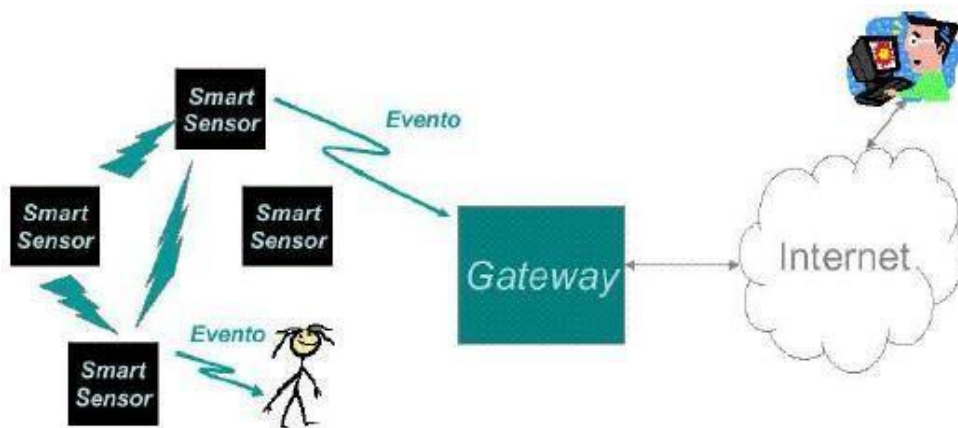 Smart
Sensor
Evento
Smart
Sensor
Smart
Sensor
Gateway
Internet
Evento
Smart
Sensor